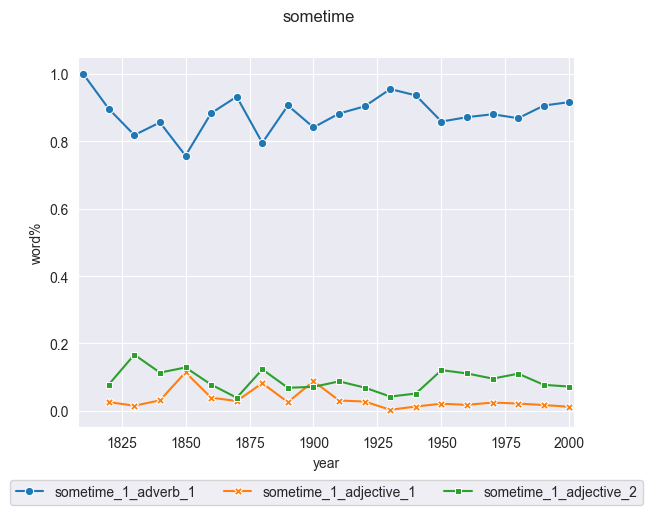 sometime
1.0
0.8
0.6
0.4
0.2
0.0
word%
1825 1850 1875 1900 1925 1950 1975 2000
year
sometime_1_adverb_1 sometime_1_adjective_1 sometime_1_adjective_2